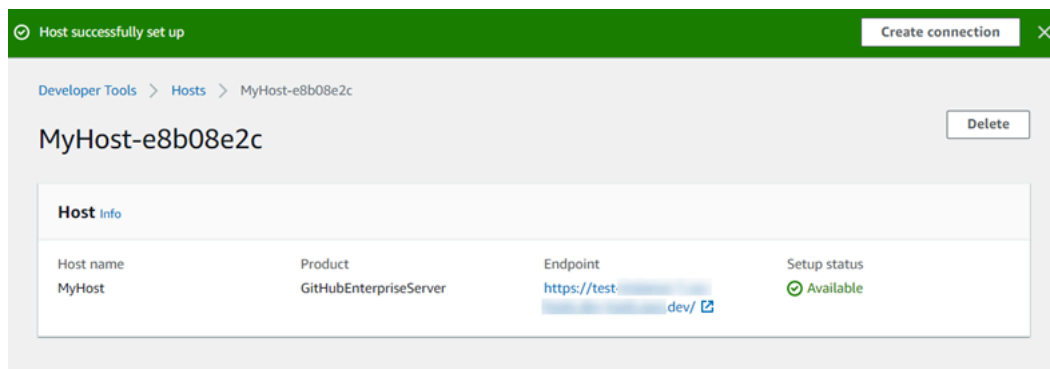 Host successfully set up
Create connection
Developer Tools > Hosts > MyHost-e8b08e2c
MyHost-e8b08e2c
Delete
Host Info
Host name
Product
Endpoint
Setup status
MyHost
GitHubEnterpriseServer
https://test-
dev/
Available